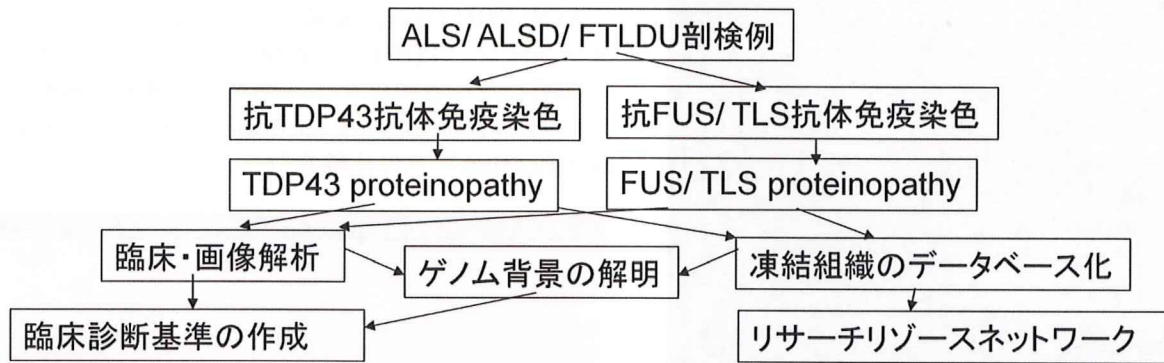 ALS/ ALSD/ FTLDU剖検例
抗TDP43抗体免疫染色
抗FUS/ TLS抗体免疫染色
TDP43 proteinopathy
FUS/ TLS proteinopathy
臨床・画像解析
ゲノム背景の解明
凍結組織のデータベース化
臨床診断基準の作成
リサーチリゾースネットワーク